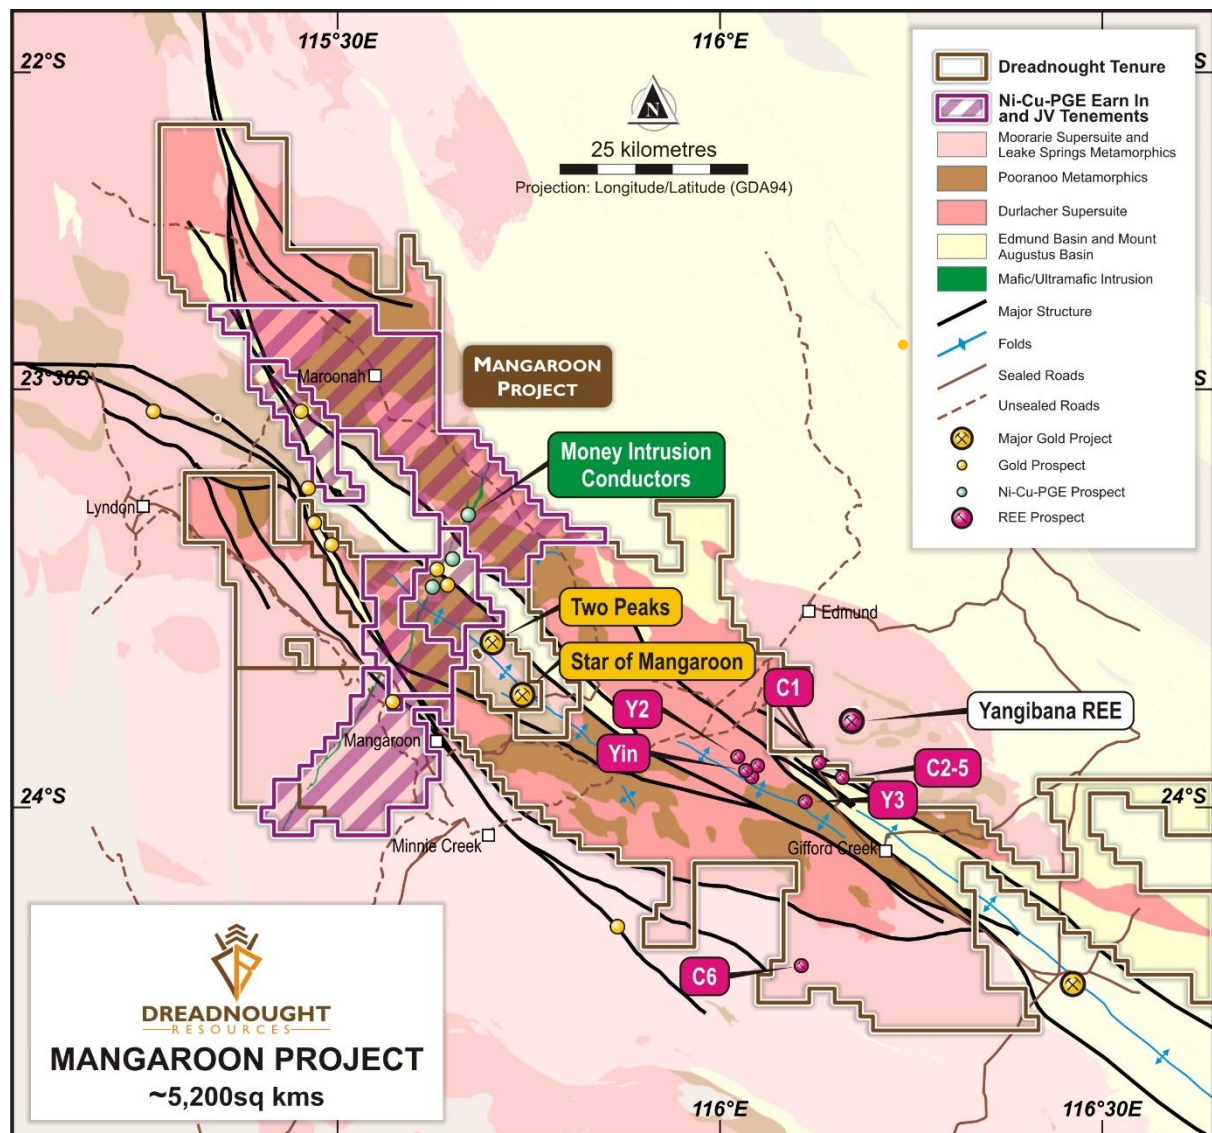 115°30'E
116°E
22°S
S
N
25 kilometres
Projection: Longitude/Latitude (GDA94)
Dreadnought Tenure
Ni-Cu-PGE Earn In
and JV Tenements
Moorarie Supersuite and
Leake Springs Metamorphics
Pooranoo Metamorphics
Durlacher Supersuite
Edmund Basin and Mount
Augustus Basin
Mafic/Ultramafic Intrusion
Major Structure
Folds
Sealed Roads
Unsealed Roads
Major Gold Project
Gold Prospect
Ni-Cu-PGE Prospect
REE Prospect
MANGAROON
PROJECT
Maroonah
23°30'S
S
Money Intrusion
Conductors
Lyndon
Two Peaks
Edmund
Star of Mangaroon
C1
Y2
Yangibana REE
Mangaroon
Yin
C2-5
Y3
24°S
24°S
Minnie Creek
Gifford Creek
C6
DREADNOUGHT
RESOURCES
MANGAROON PROJECT
~5,200sq kms
116°E
116°30'E